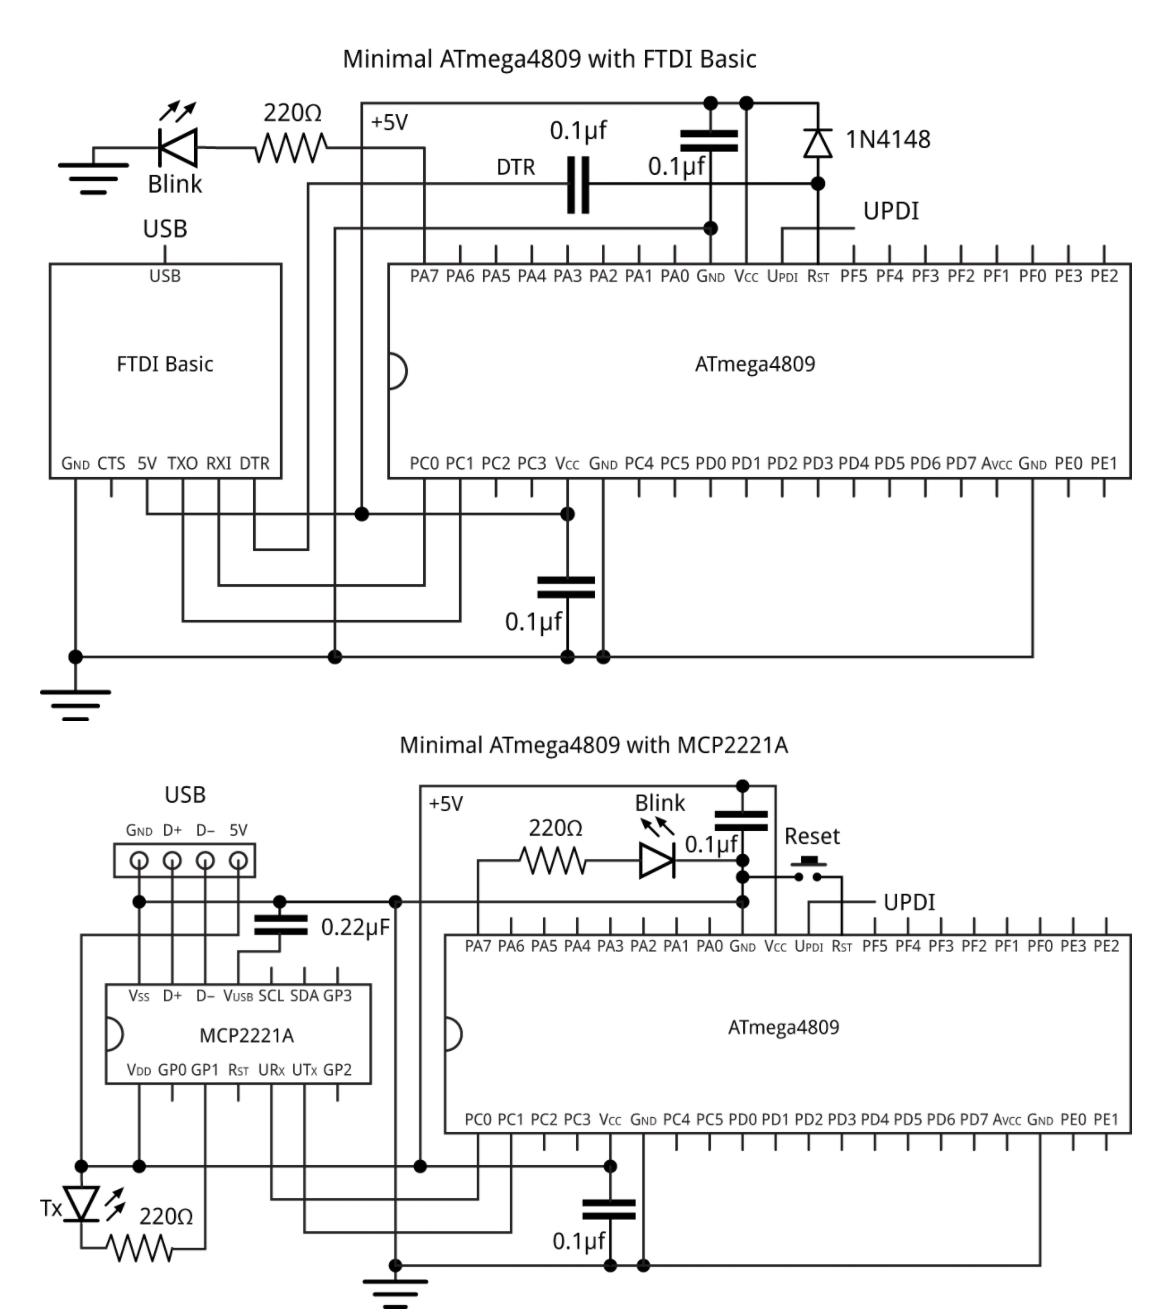 Minimal ATmega4809 with FTDI Basic
220Ω
+5V
0.1µf
1N4148
DTR
0.1µf
Blink
UPDI
USB
USB
PA7 PA6 PA5 PA4 PA3 PA2 PA1 PA0 GND VCC UPDI RST PF5 PF4 PF3 PF2 PF1 PF0 PE3 PE2
FTDI Basic
ATmega4809
GND CTS 5V TXO RXI DTR
PC0 PC1 PC2 PC3 VCC GND PC4 PC5 PD0 PD1 PD2 PD3 PD4 PD5 PD6 PD7 AVCC GND PE0 PE1
0.1µf
Minimal ATmega4809 with MCP2221A
USB
+5V
Blink
220Ω
0.1µf
Reset
GND D+ D− 5V
UPDI
0.22µF
PA7 PA6 PA5 PA4 PA3 PA2 PA1 PA0 GND VCC UPDI RST PF5 PF4 PF3 PF2 PF1 PF0 PE3 PE2
VSS D+ D− VUSB SCL SDA GP3
MCP2221A
ATmega4809
VDD GP0 GP1 RST URX UTX GP2
PC0 PC1 PC2 PC3 VCC GND PC4 PC5 PD0 PD1 PD2 PD3 PD4 PD5 PD6 PD7 AVCC GND PE0 PE1
Tx
220Ω
0.1µf